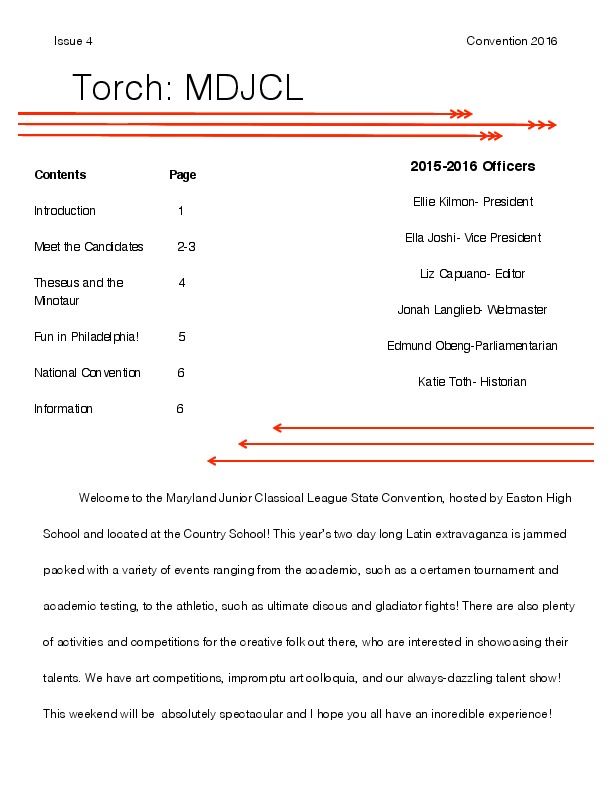 Issue 4 Convention 2016
Torch: MDJCL
Contents Page
Introduction 1
Meet the Candidates 2-3
Theseus and the 4
Minotaur
Fun in Philadelphia! 5
National Convention 6
Information 6
2015-2016 Officers
Ellie Kilmon- President
Ella Joshi- Vice President
Liz Capuano- Editor
Jonah Langlieb- Webmaster
Edmund Obeng-Parliamentarian
Katie Toth- Historian
Welcome to the Maryland Junior Classical League State Convention, hosted by Easton High
School and located at the Country School! This year's two day long Latin extravaganza is jammed
packed with a variety of events ranging from the academic, such as a certamen tournament and
academic testing, to the athletic, such as ultimate discus and gladiator fights! There are also plenty
of activities and competitions for the creative folk out there, who are interested in showcasing their
talents. We have art competitions, impromptu art colloquia, and our always-dazzling talent show!
This weekend will be absolutely spectacular and I hope you all have an incredible experience!